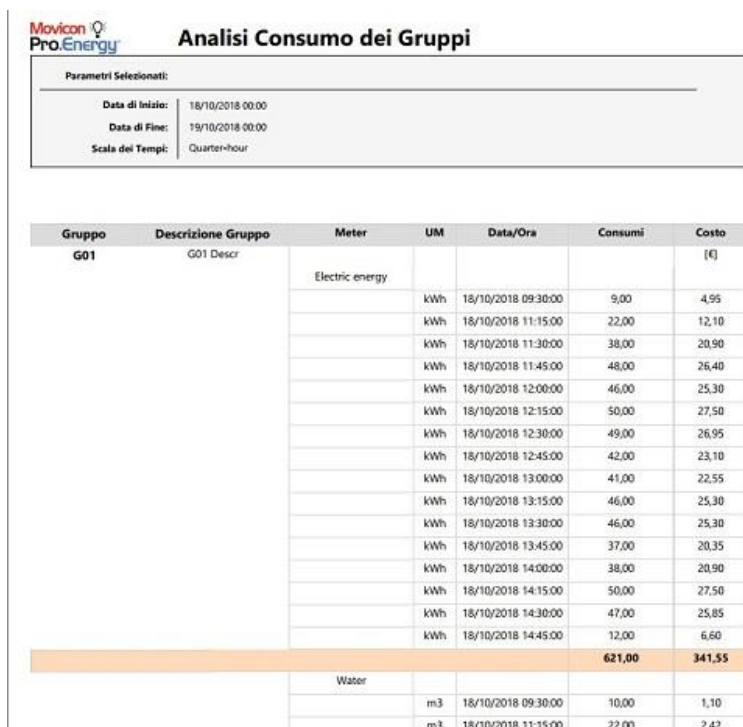 Movicon
Pro.Energy
Analisi Consumo dei Gruppi
Parametri Selezionati:
Data di Inizio: 18/10/2018 00:00
Data di Fine: 19/10/2018 00:00
Scala dei Tempi: Quarter-hour
Gruppo Descrizione Gruppo Meter UM Data/Ora Consumi Costo
G01 G01 Descr [€]
Electric energy
kWh 18/10/2018 09:30:00 9,00 4,95
kWh 18/10/2018 11:15:00 22,00 12,10
kWh 18/10/2018 11:30:00 38,00 20,90
kWh 18/10/2018 11:45:00 48,00 26,40
kWh 18/10/2018 12:00:00 46,00 25,30
kWh 18/10/2018 12:15:00 50,00 27,50
kWh 18/10/2018 12:30:00 49,00 26,95
kWh 18/10/2018 12:45:00 42,00 23,10
kWh 18/10/2018 13:00:00 41,00 22,55
kWh 18/10/2018 13:15:00 46,00 25,30
kWh 18/10/2018 13:30:00 46,00 25,30
kWh 18/10/2018 13:45:00 37,00 20,35
kWh 18/10/2018 14:00:00 38,00 20,90
kWh 18/10/2018 14:15:00 50,00 27,50
kWh 18/10/2018 14:30:00 47,00 25,85
kWh 18/10/2018 14:45:00 12,00 6,60
621,00 341,55
Water
m3 18/10/2018 09:30:00 10,00 1,10
m3 18/10/2018 11:15:00 22,00 2,42